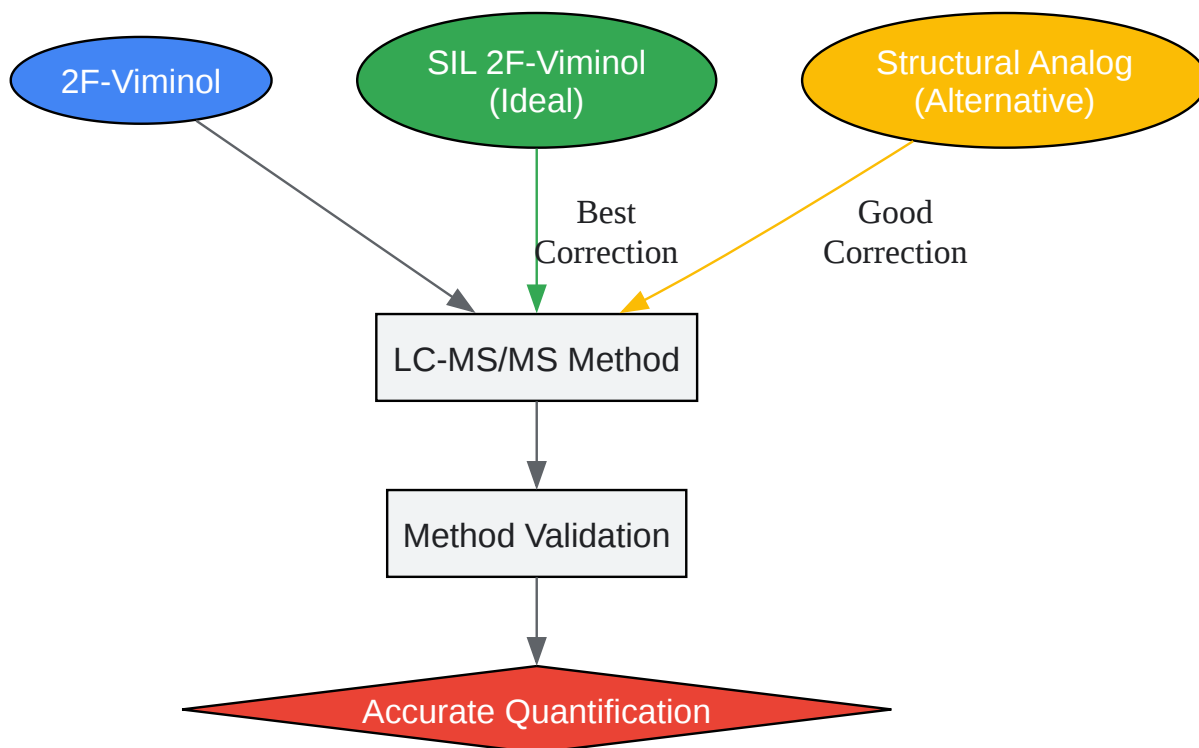 2F-Viminol
SIL 2F-Viminol
(Ideal)
Structural Analog
(Alternative)
Best
Correction
Good
Correction
LC-MS/MS Method
Method Validation
Accurate Quantification